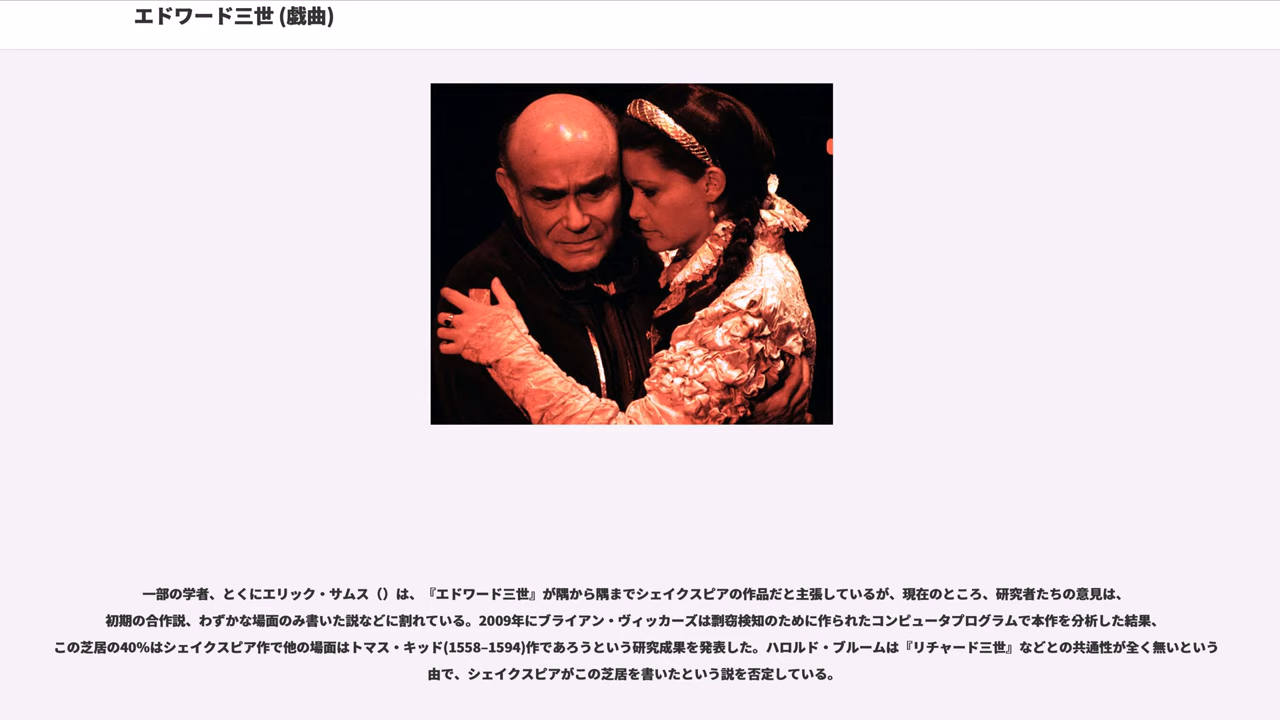 エドワード三世 (戯曲)
一部の学者、とくにエリック・サムス（）は、『エドワード三世』が隅から隅までシェイクスピアの作品だと主張しているが、現在のところ、研究者たちの意見は、
初期の合作説、わずかな場面のみ書いた説などに割れている。2009年にブライアン・ヴィッカーズは剽窃検知のために作られたコンピュータプログラムで本作を分析した結果、
この芝居の40%はシェイクスピア作で他の場面はトマス・キッド(1558–1594)作であろうという研究成果を発表した。ハロルド・ブルームは『リチャード三世』などとの共通性が全く無いという
由で、シェイクスピアがこの芝居を書いたという説を否定している。